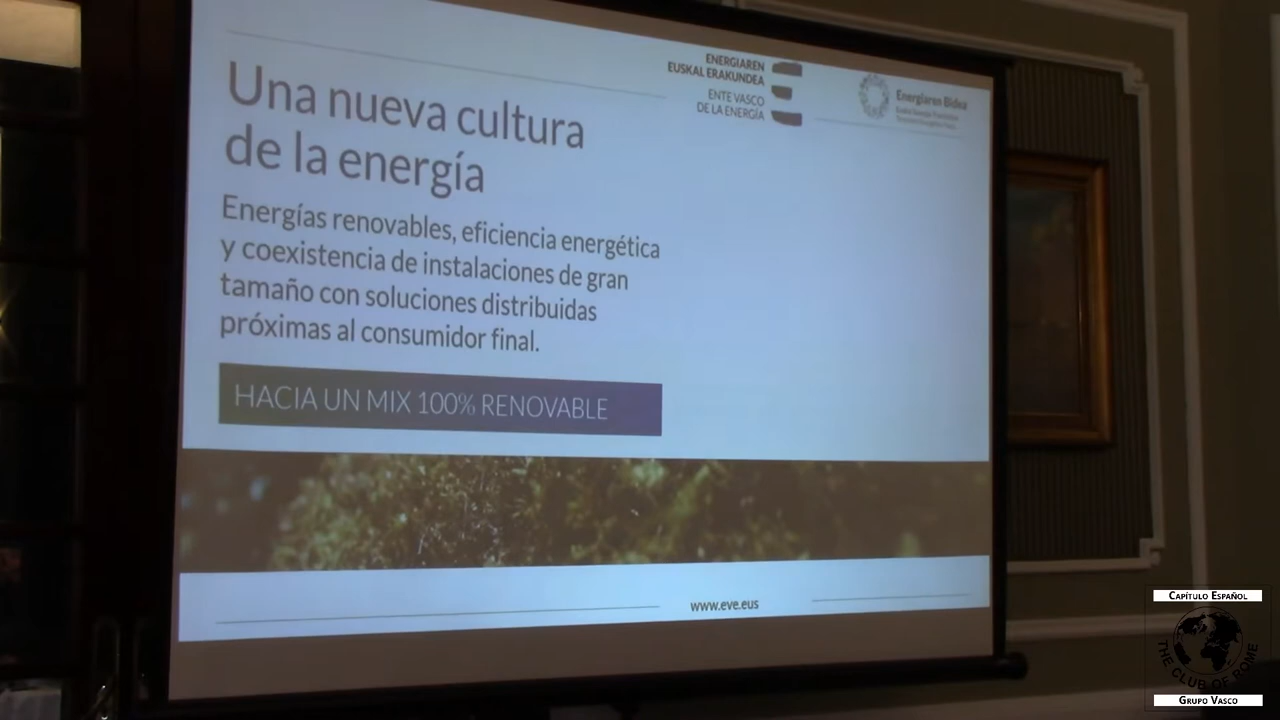 Una nueva cultura
de la energía
ENERGIAREN
EUSKAL ERAKUNDEA
ENTE VASCO
DE LA ENERGÍA
Energiaren Bidea
Energías renovables, eficiencia energética
y coexistencia de instalaciones de gran
tamaño con soluciones distribuidas
próximas al consumidor final.
HACIA UN MIX 100% RENOVABLE
www.eve.eus
CAPÍTULO ESPAÑOL
THE CLUB OF ROME
GRUPO VASCO